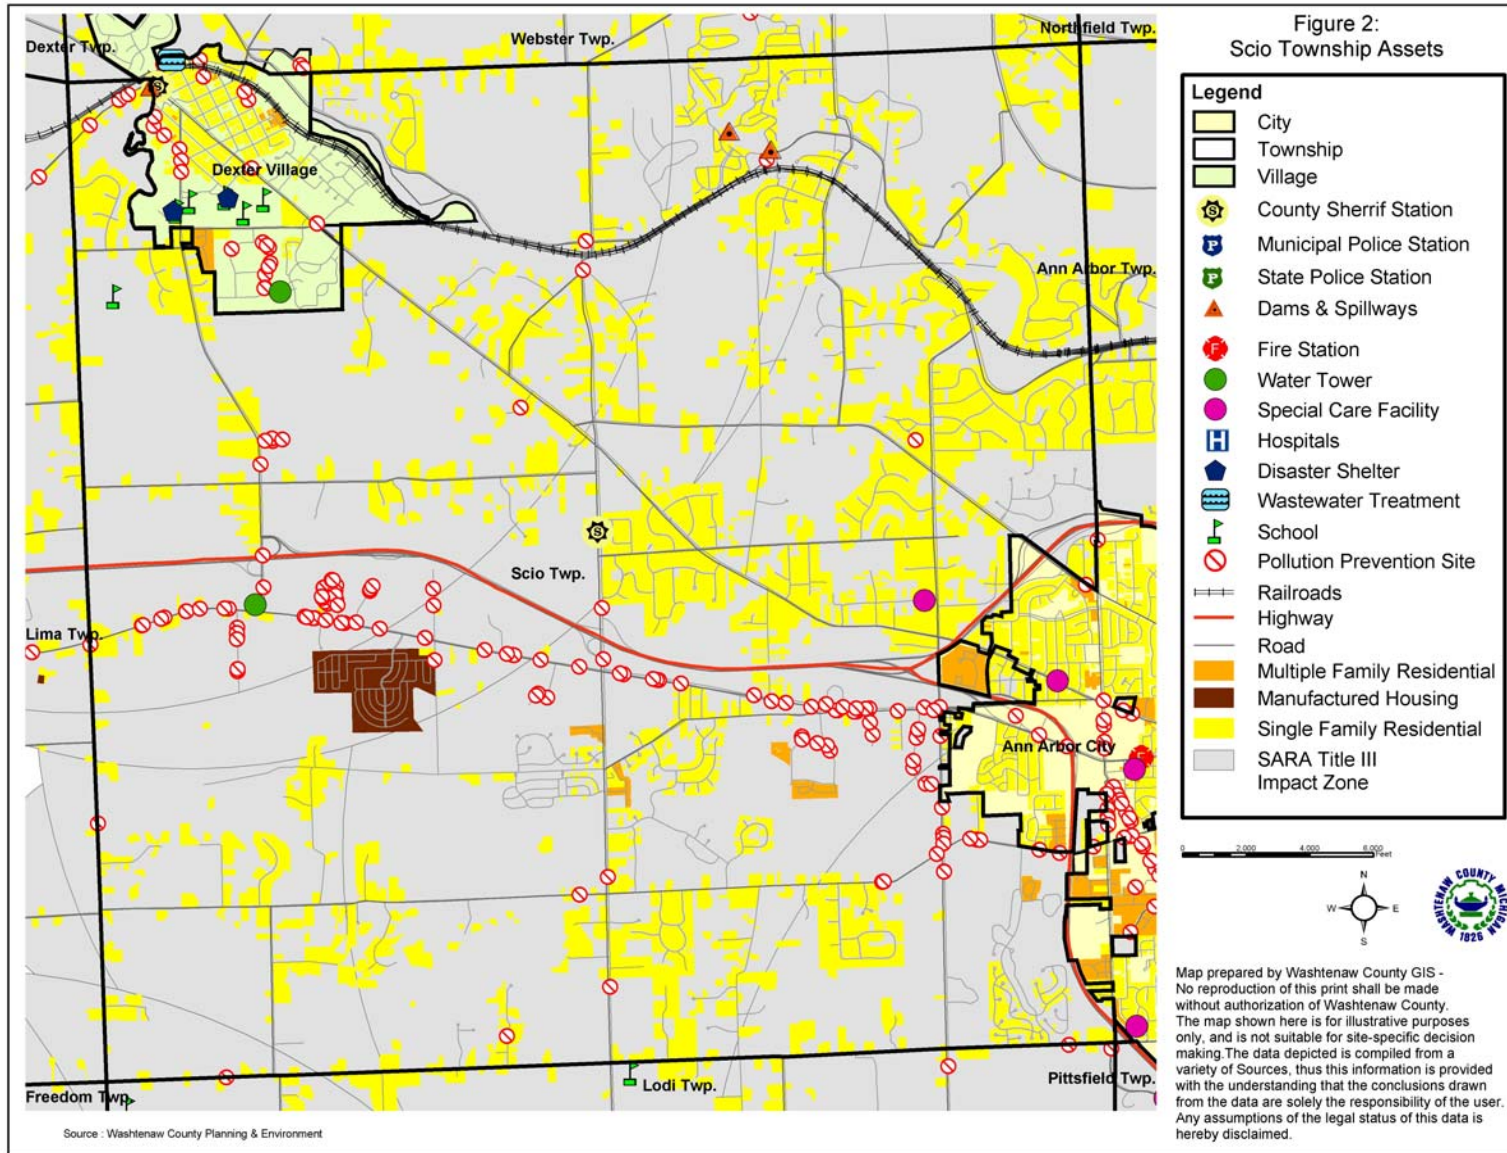 Figure 2:
Scio Township Assets
Dexter Twp.
Webster Twp.
Northfield Twp.
Dexter Village
Ann Arbor Twp.
Scio Twp.
Lima Twp.
Ann Arbor City
Freedom Twp.
Lodi Twp.
Pittsfield Twp.
S
S
F
Source : Washtenaw County Planning & Environment
Legend
City
Township
Village
S County Sherrif Station
P Municipal Police Station
P State Police Station
Dams & Spillways
F Fire Station
Water Tower
Special Care Facility
H Hospitals
Disaster Shelter
Wastewater Treatment
School
Pollution Prevention Site
Railroads
Highway
Road
Multiple Family Residential
Manufactured Housing
Single Family Residential
SARA Title III
Impact Zone
0 2,000 4,000 6,000
Feet
N
W E
S
WASHTENAW COUNTY MICHIGAN
1826
Map prepared by Washtenaw County GIS -
No reproduction of this print shall be made
without authorization of Washtenaw County.
The map shown here is for illustrative purposes
only, and is not suitable for site-specific decision
making.The data depicted is compiled from a
variety of Sources, thus this information is provided
with the understanding that the conclusions drawn
from the data are solely the responsibility of the user.
Any assumptions of the legal status of this data is
hereby disclaimed.